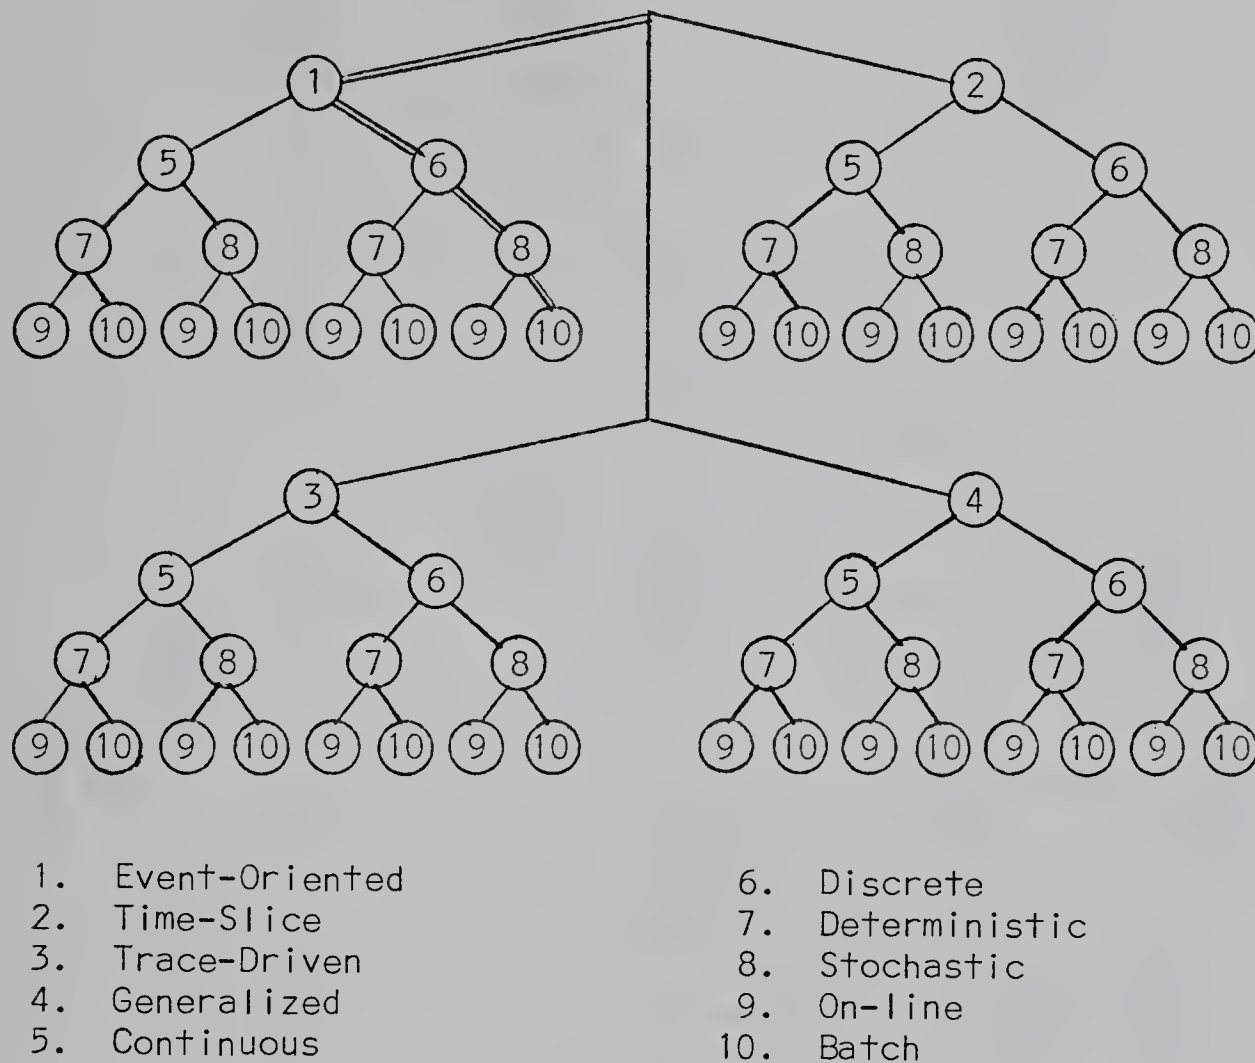 1 2
5 6 5 6
7 8 7 8 7 8 7 8
9 10 9 10 9 10 9 10 9 10 9 10 9 10 9 10
3 4
5 6 5 6
7 8 7 8 7 8 7 8
9 10 9 10 9 10 9 10 9 10 9 10 9 10 9 10
1. Event-Oriented
2. Time-Slice
3. Trace-Driven
4. Generalized
5. Continuous
6. Discrete
7. Deterministic
8. Stochastic
9. On-line
10. Batch